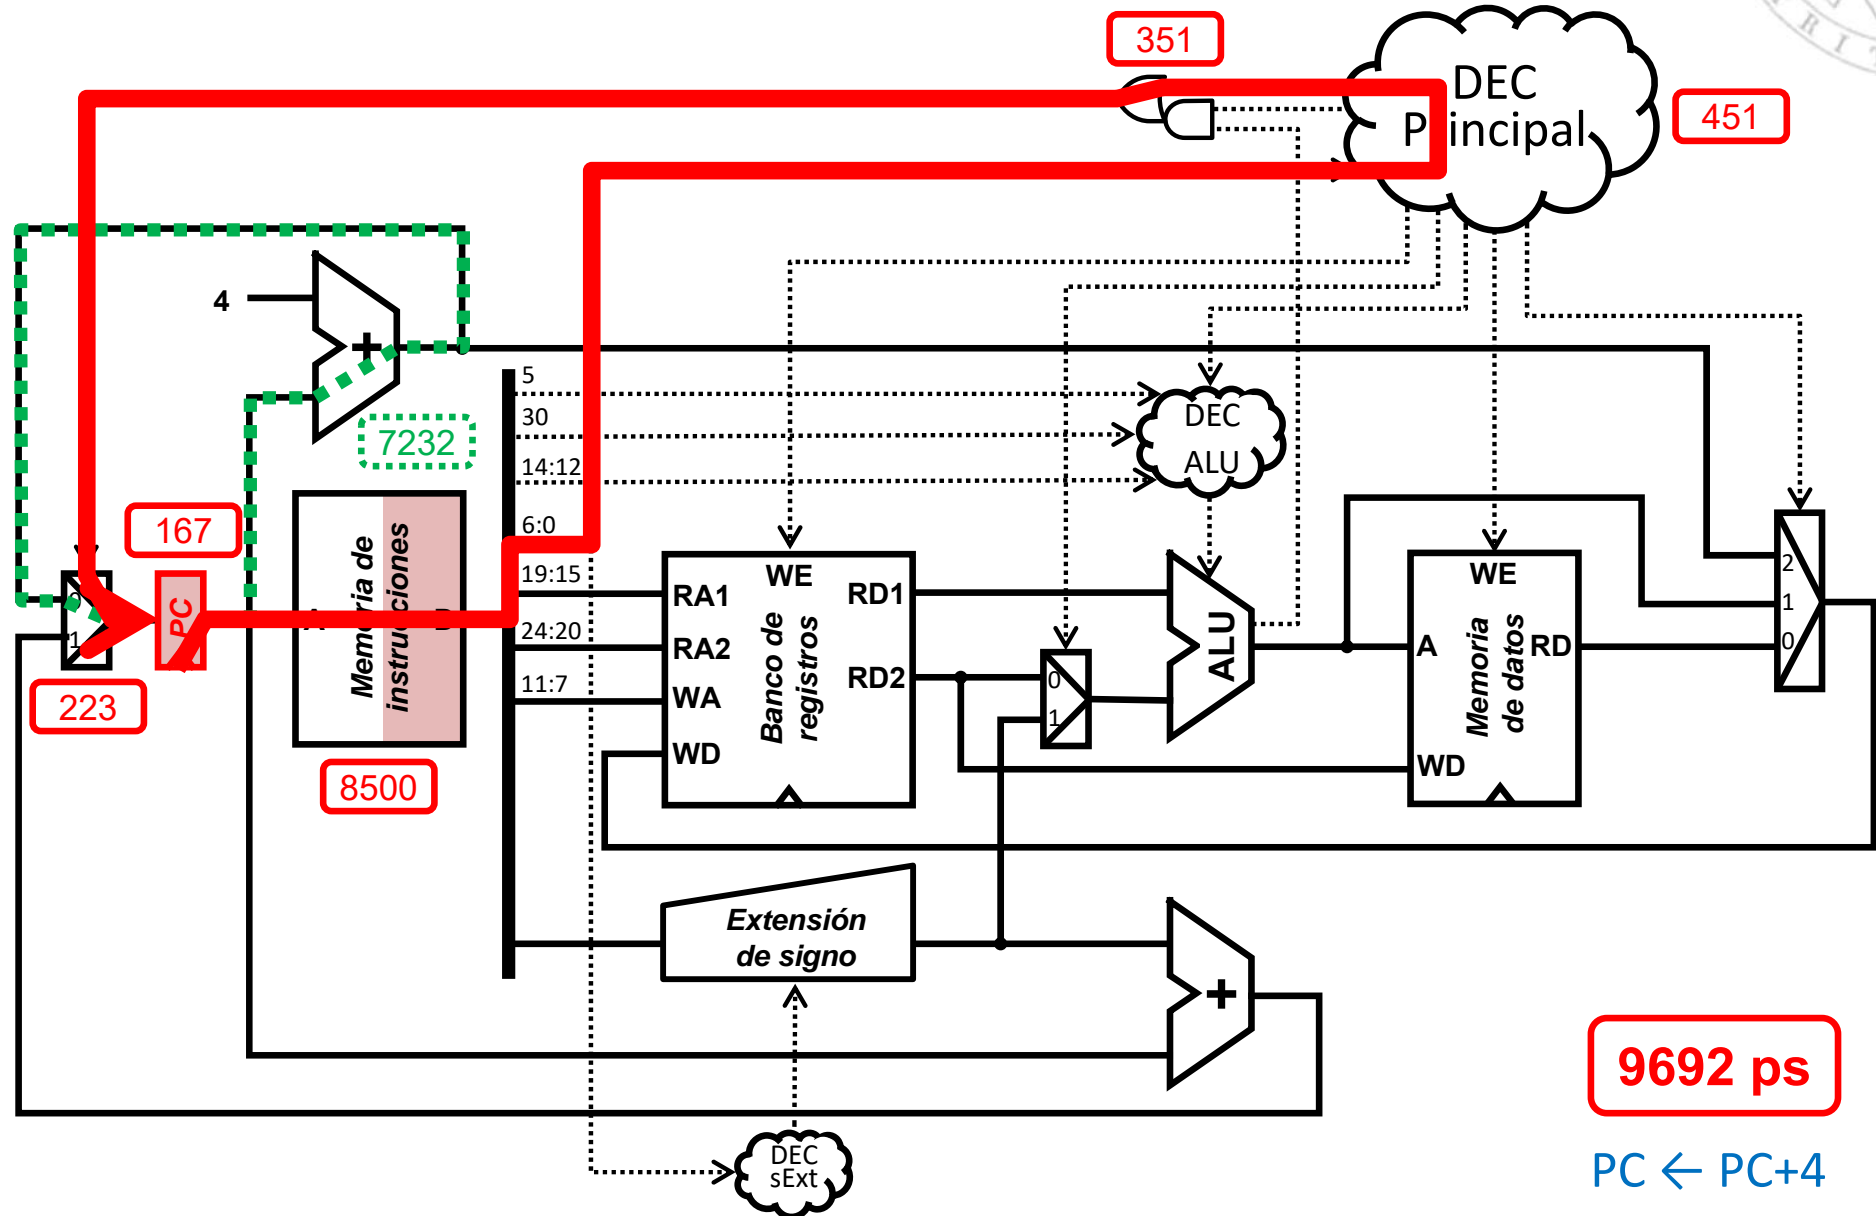 351
DEC
Principal
451
4
+
7232
5
30
14:12
6:0
19:15
24:20
11:7
DEC
ALU
167
0
1
PC
223
A
Memoria de
instrucciones
8500
RA1
RA2
WA
WD
WE
Banco de
registros
RD1
RD2
0
1
ALU
A
WD
WE
Memoria
de datos
RD
2
1
0
Extensión
de signo
+
DEC
sExt
9692 ps
PC ← PC+4